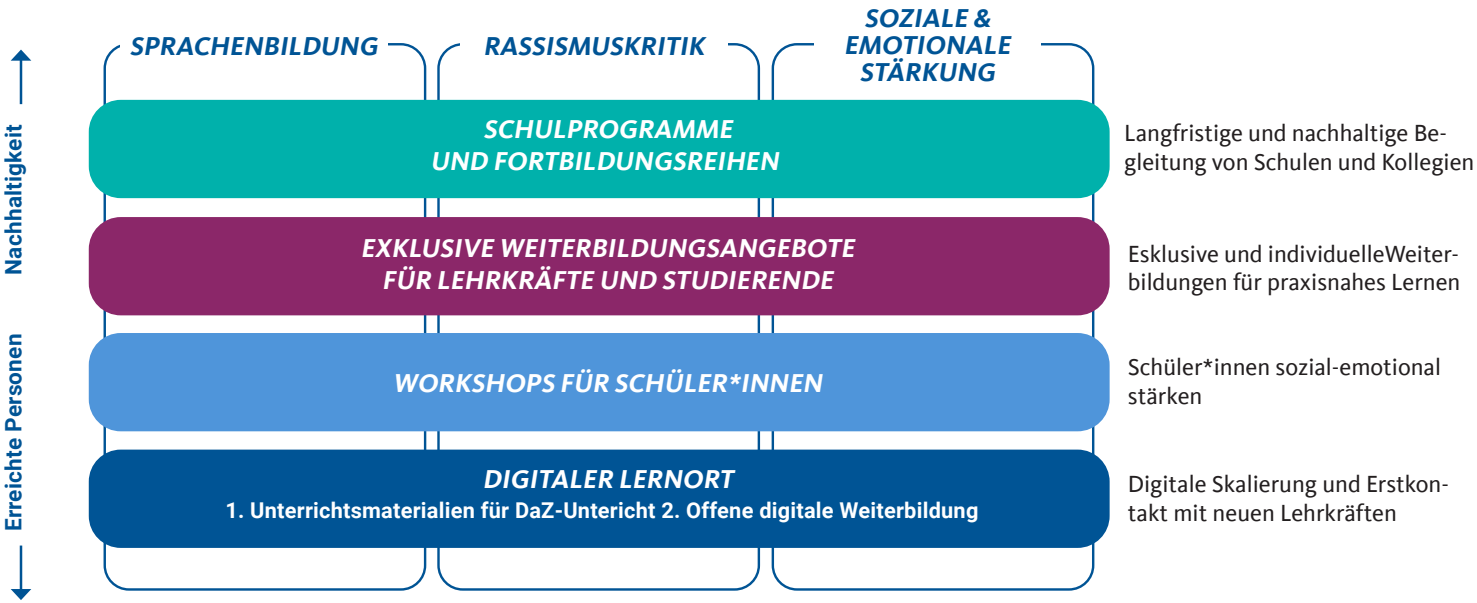 SPRACHENBILDUNG
RASSISMUSKRITIK
SOZIALE &
EMOTIONALE
STÄRKUNG
Nachhaltigkeit
Erreichte Personen
SCHULPROGRAMME
UND FORTBILDUNGSREIHEN
Langfristige und nachhaltige Be-
gleitung von Schulen und Kollegien
EXKLUSIVE WEITERBILDUNGSANGEBOTE
FÜR LEHRKRÄFTE UND STUDIERENDE
Esklusive und individuelleWeiter-
bildungen für praxisnahes Lernen
WORKSHOPS FÜR SCHÜLER*INNEN
Schüler*innen sozial-emotional
stärken
DIGITALER LERNORT
1. Unterrichtsmaterialien für DaZ-Untericht 2. Offene digitale Weiterbildung
Digitale Skalierung und Erstkon-
takt mit neuen Lehrkräften